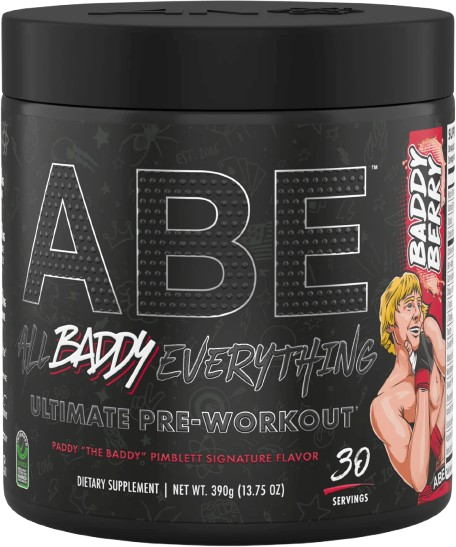 ABE™
ALL BADDY EVERYTHING
ULTIMATE PRE-WORKOUT
PADDY "THE BADDY" PIMBLETT SIGNATURE FLAVOR
DIETARY SUPPLEMENT | NET WT. 390g (13.75 OZ)
30
SERVINGS
BADDY
BERRY
ABE